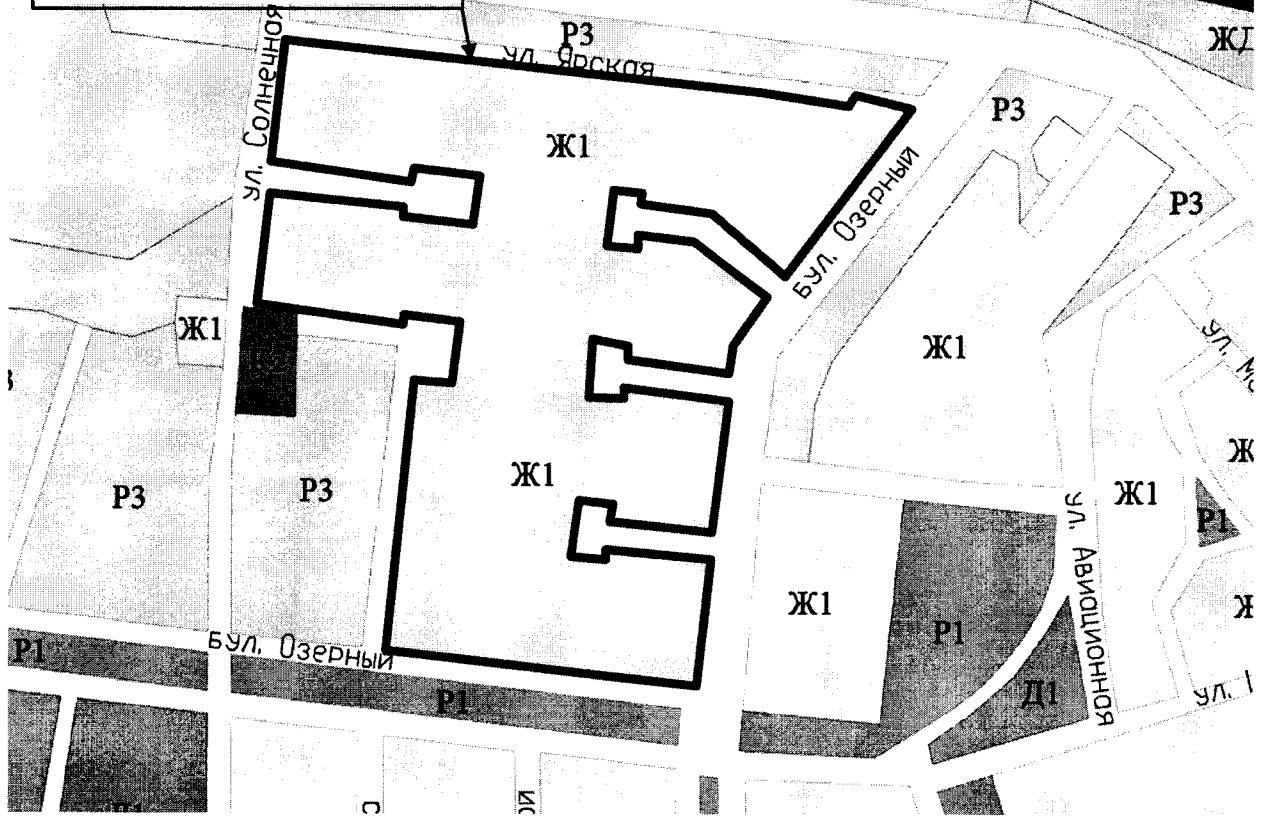 Р3
ЖД
ул. Ярская
ул. Солнечная
Р3
Ж1
Р3
бул. Озерный
Ж1
Ж1
Ж1
Р3
Р3
Ж1
Р1
Ж
ул. Авиационная
Ж1
Р1
бул. Озерный
Р1
Р1
Д1
ул.